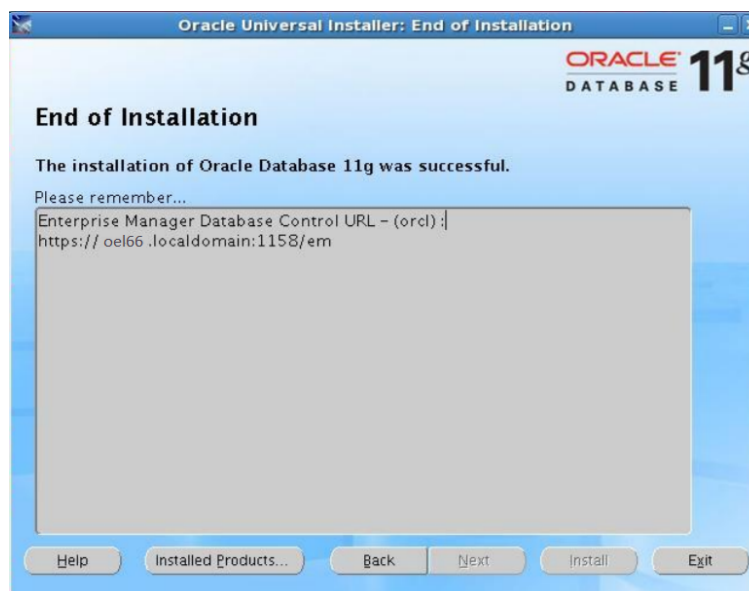 Oracle Universal Installer: End of Installation
ORACLE
DATABASE
11g
End of Installation
The installation of Oracle Database 11g was successful.
Please remember...
Enterprise Manager Database Control URL – (orcl) :
https:// oel66 .localdomain:1158/em
Help Installed Products... Back Next Install Exit